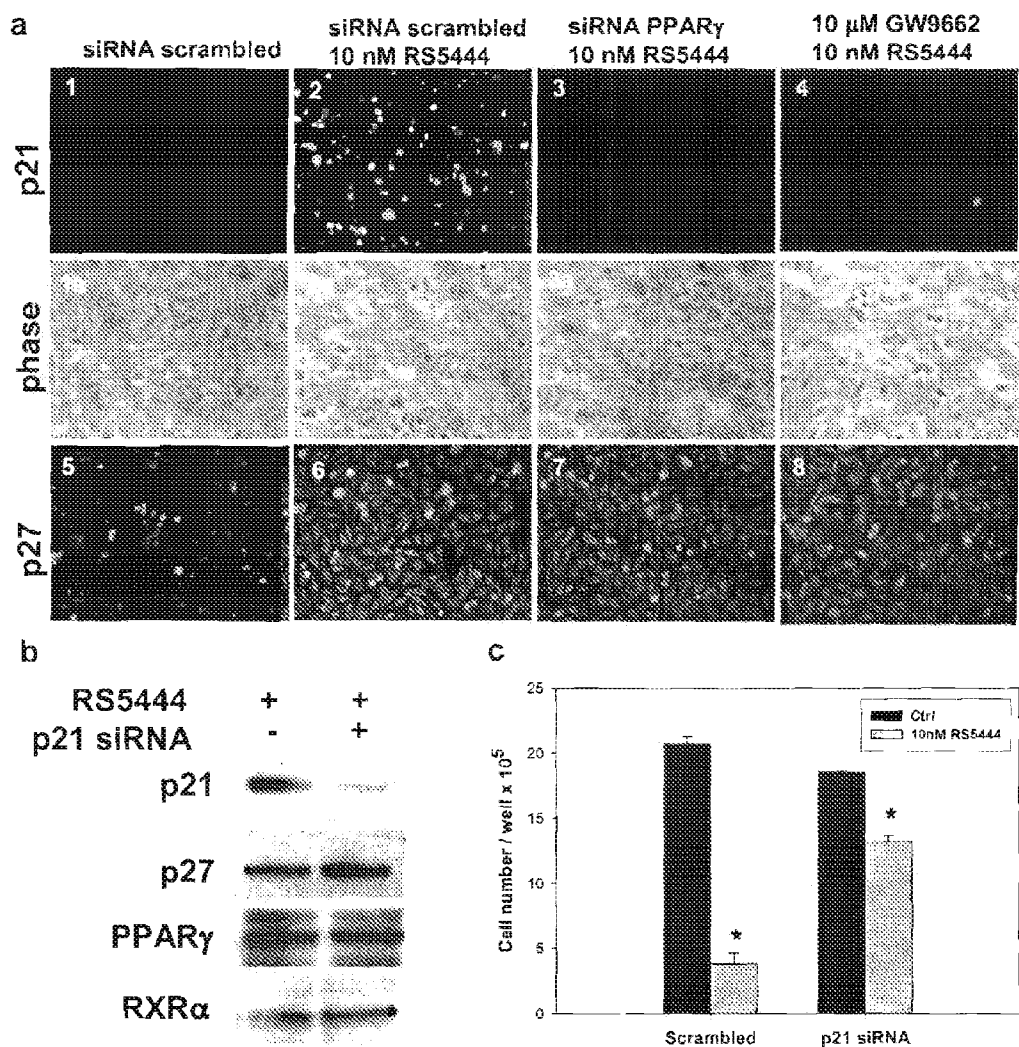 a
siRNA scrambled
siRNA scrambled
10 nM RS5444
siRNA PPARγ
10 nM RS5444
10 µM GW9662
10 nM RS5444
p21
1
2
3
4
phase
p27
5
6
7
8
b
RS5444 + +
p21 siRNA - +
p21
p27
PPARγ
RXRα
c
Cell number / well x 10⁵
25
20
15
10
5
0
Ctrl
10nM RS5444
*
*
Scrambled
p21 siRNA